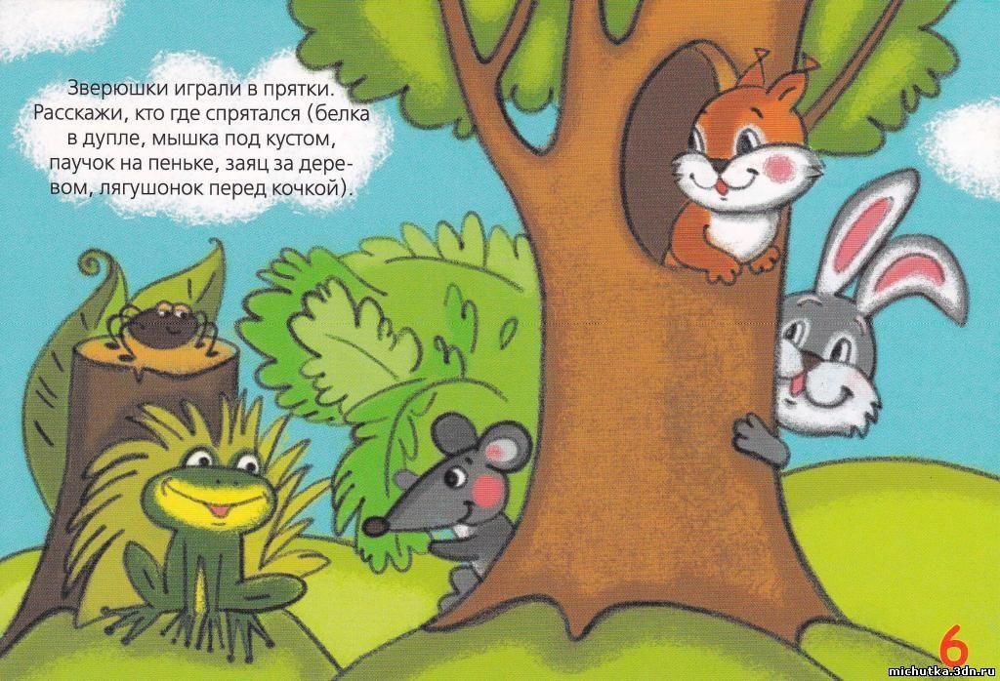 Зверюшки играли в прятки.
Расскажи, кто где спрятался (белка
в дупле, мышка под кустом,
паучок на пеньке, заяц за дере-
вом, лягушонок перед кочкой).
6
michutka.3dn.ru